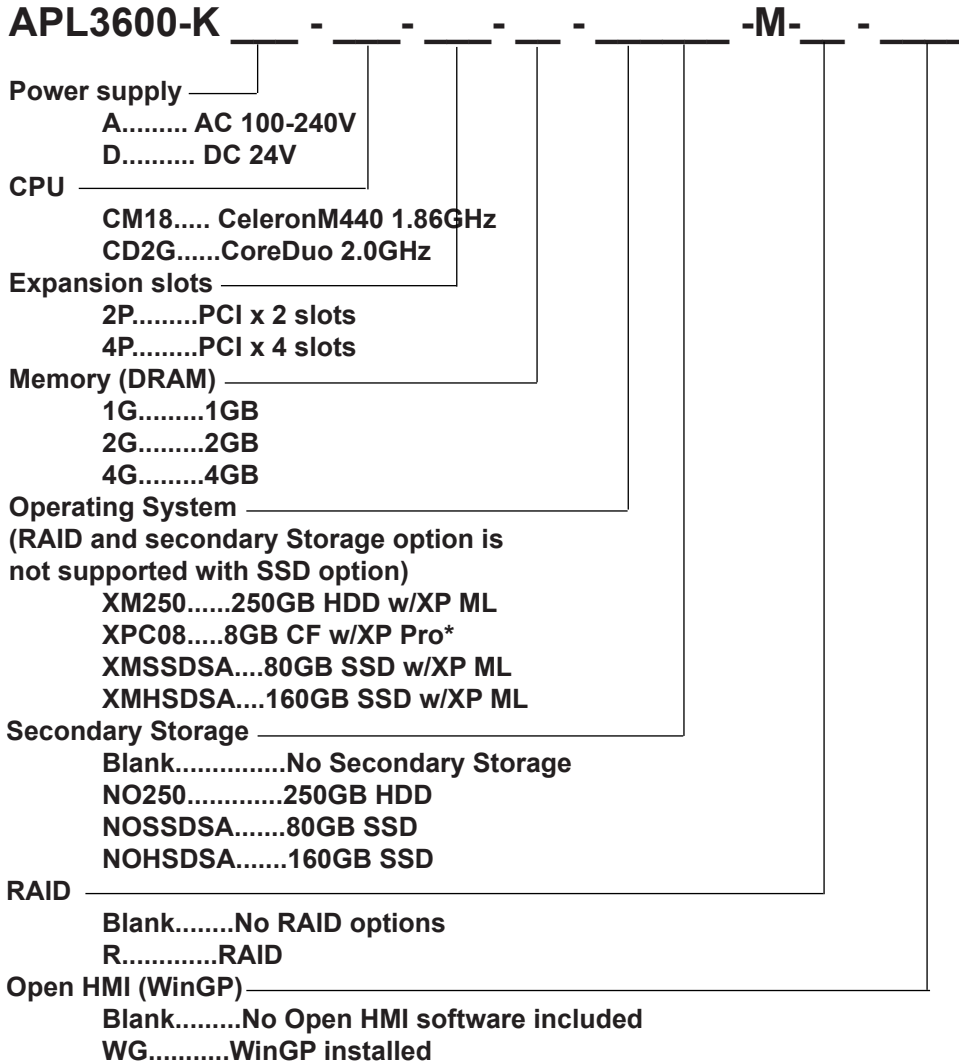 APL3600-K ___ - ___- ___- __ - ______ -M-__ - ____
Power supply
A......... AC 100-240V
D.......... DC 24V
CPU
CM18..... CeleronM440 1.86GHz
CD2G......CoreDuo 2.0GHz
Expansion slots
2P.........PCI x 2 slots
4P.........PCI x 4 slots
Memory (DRAM)
1G.........1GB
2G.........2GB
4G.........4GB
Operating System
(RAID and secondary Storage option is
not supported with SSD option)
XM250......250GB HDD w/XP ML
XPC08.....8GB CF w/XP Pro*
XMSSDSA....80GB SSD w/XP ML
XMHSDSA....160GB SSD w/XP ML
Secondary Storage
Blank...............No Secondary Storage
NO250.............250GB HDD
NOSSDSA.......80GB SSD
NOHSDSA.......160GB SSD
RAID
Blank........No RAID options
R.............RAID
Open HMI (WinGP)
Blank.........No Open HMI software included
WG...........WinGP installed